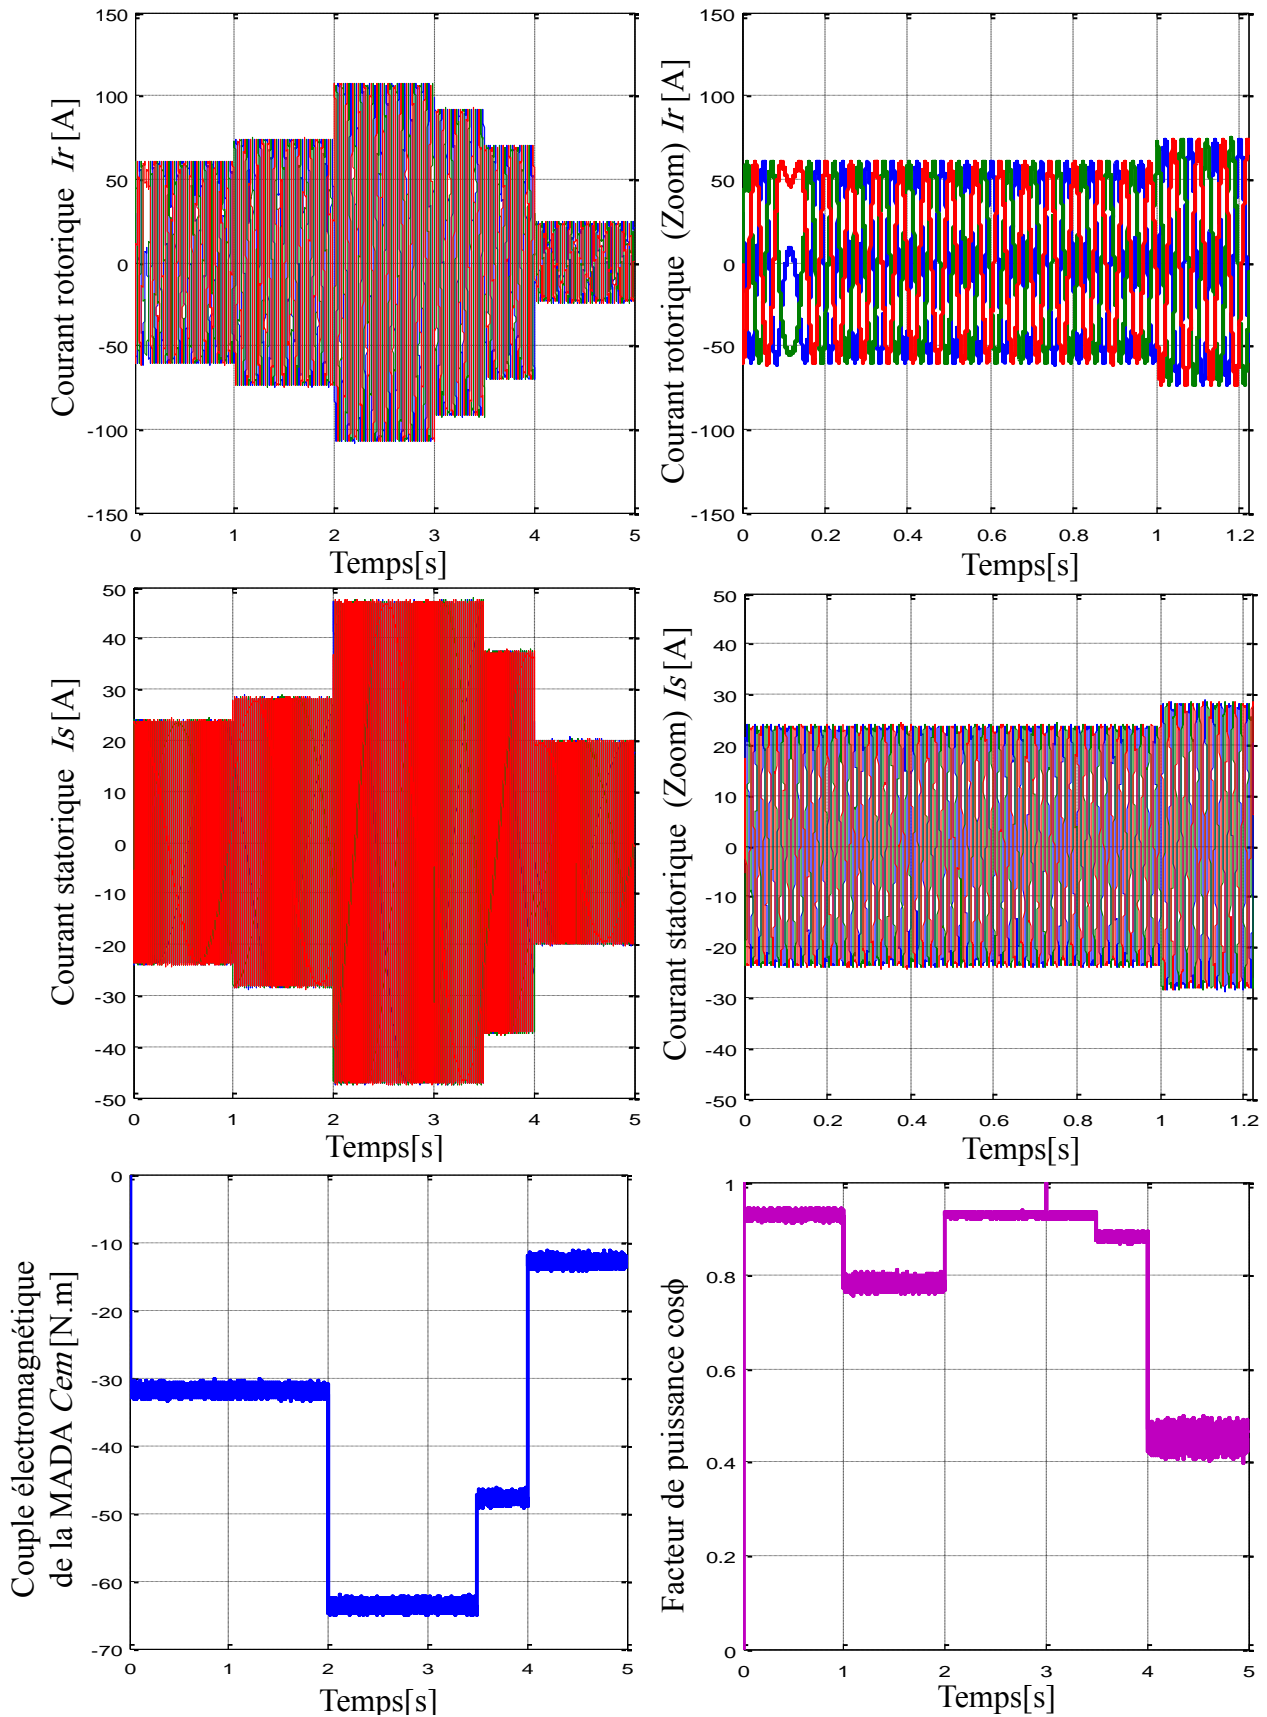 150
100
50
0
-50
-100
-150
0 1 2 3 4 5
Courant rotorique Ir [A]
Temps[s]
150
100
50
0
-50
-100
-150
0 0.2 0.4 0.6 0.8 1 1.2
Courant rotorique (Zoom) Ir [A]
Temps[s]
50
40
30
20
10
0
-10
-20
-30
-40
-50
0 1 2 3 4 5
Courant statorique Is [A]
Temps[s]
50
40
30
20
10
0
-10
-20
-30
-40
-50
0 0.2 0.4 0.6 0.8 1 1.2
Courant statorique (Zoom) Is [A]
Temps[s]
0
-10
-20
-30
-40
-50
-60
-70
0 1 2 3 4 5
Couple électromagnétique
de la MADA Cem [N.m]
Temps[s]
1
0.8
0.6
0.4
0.2
0
0 1 2 3 4 5
Facteur de puissance cosϕ
Temps[s]